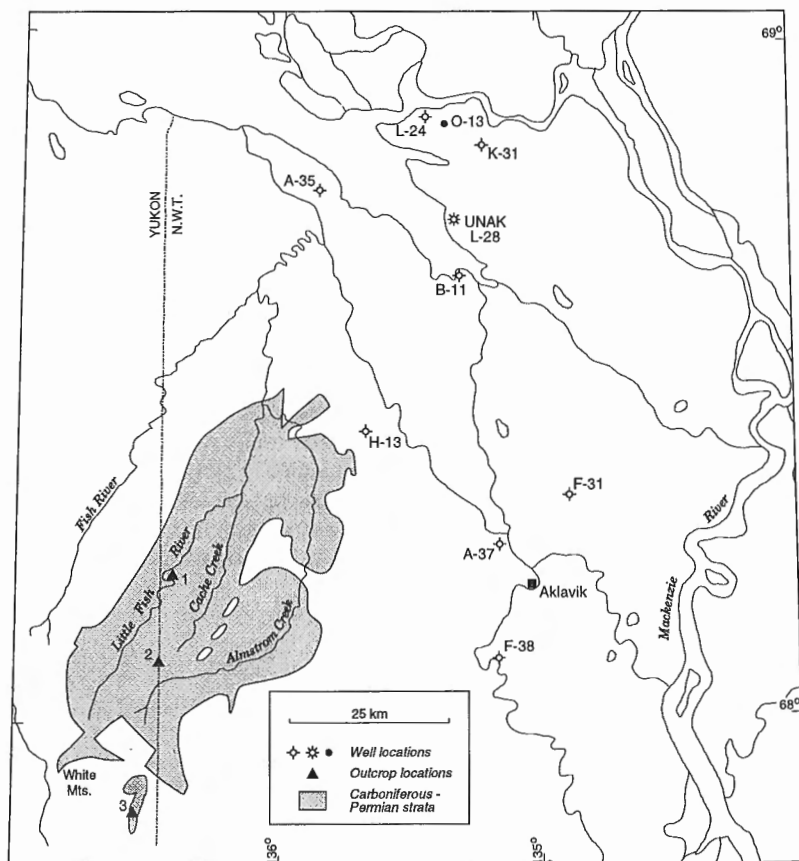 69°
L-24
O-13
K-31
A-35
YUKON
N.W.T.
UNAK
L-28
B-11
H-13
Fish River
F-31
River
Little Fish
1
Cache Creek
A-37
Aklavik
Mackenzie
2
Almstrom Creek
F-38
68°
25 km
Well locations
Outcrop locations
Carboniferous -
Permian strata
White
Mts.
3
136°
135°